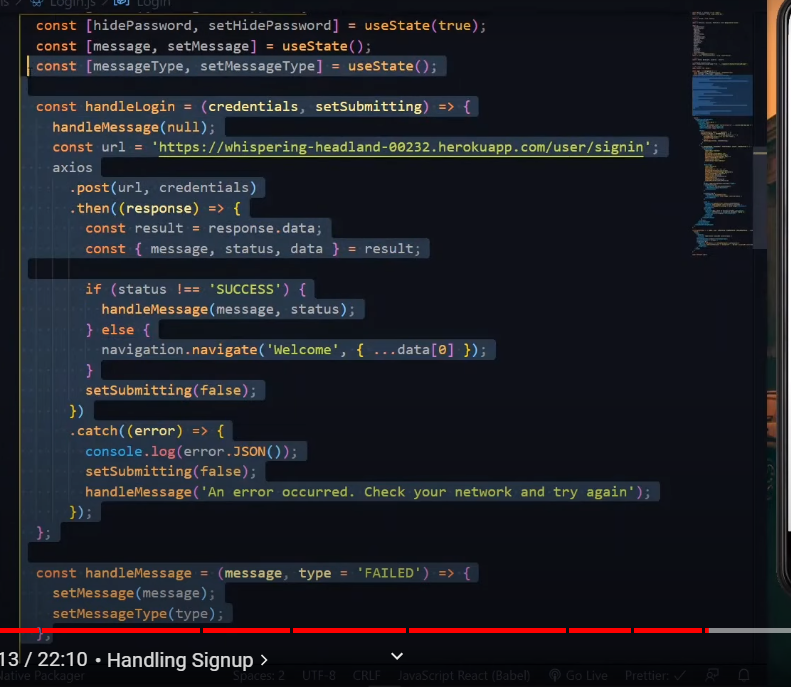 Login.js > Login
const [hidePassword, setHidePassword] = useState(true);
const [message, setMessage] = useState();
const [messageType, setMessageType] = useState();
const handleLogin = (credentials, setSubmitting) => {
handleMessage(null);
const url = 'https://whispering-headland-00232.herokuapp.com/user/signin';
axios
.post(url, credentials)
.then((response) => {
const result = response.data;
const { message, status, data } = result;
if (status !== 'SUCCESS') {
handleMessage(message, status);
} else {
navigation.navigate('Welcome', { ...data[0] });
}
setSubmitting(false);
})
.catch((error) => {
console.log(error.JSON());
setSubmitting(false);
handleMessage('An error occurred. Check your network and try again');
});
};
const handleMessage = (message, type = 'FAILED') => {
setMessage(message);
setMessageType(type);
};
13 / 22:10 • Handling Signup >
Native Packager Spaces: 2 UTF-8 CRLF JavaScript React (Babel) Go Live Prettier: ✓